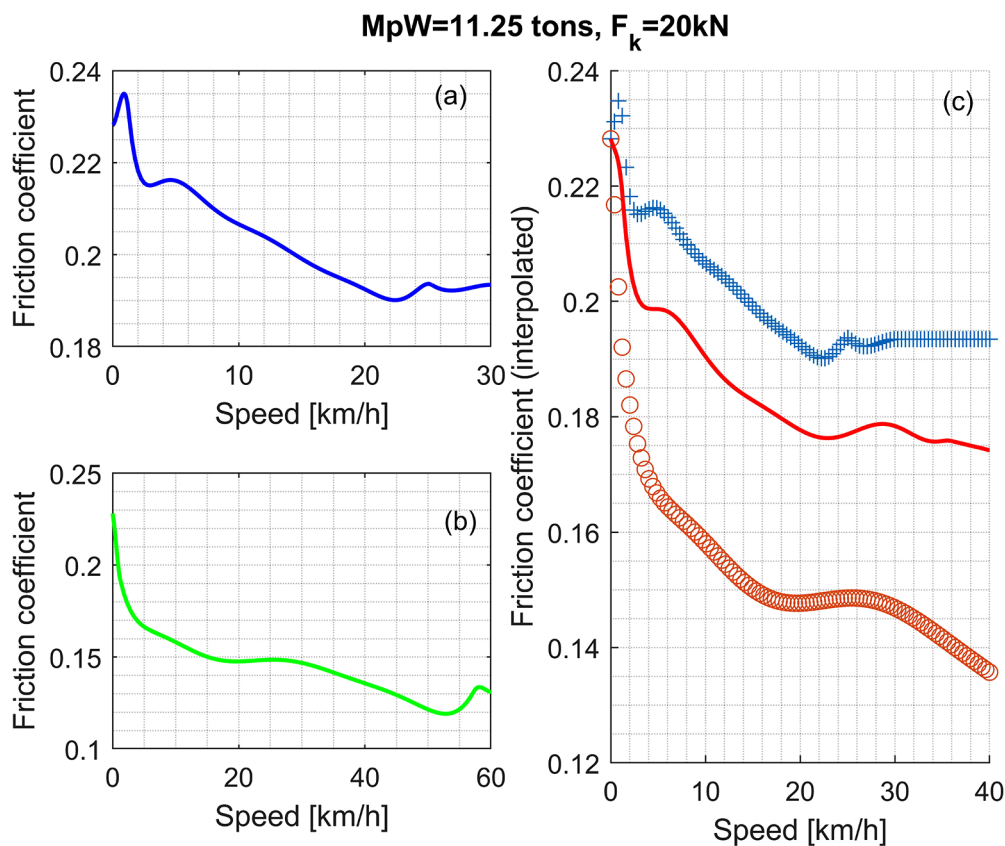 MpW=11.25 tons, F_k=20kN
Friction coefficient
0.24
0.22
0.2
0.18
0
10
20
30
Speed [km/h]
(a)
Friction coefficient
0.25
0.2
0.15
0.1
0
20
40
60
Speed [km/h]
(b)
Friction coefficient (interpolated)
0.24
0.22
0.2
0.18
0.16
0.14
0.12
0
10
20
30
40
Speed [km/h]
(c)